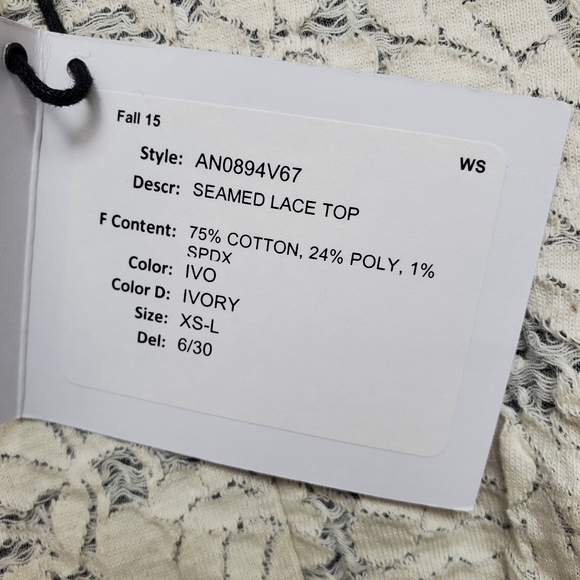 Fall 15
WS
Style: AN0894V67
Descr: SEAMED LACE TOP
F Content: 75% COTTON, 24% POLY, 1%
SPDX
Color: IVO
Color D: IVORY
Size: XS-L
Del: 6/30